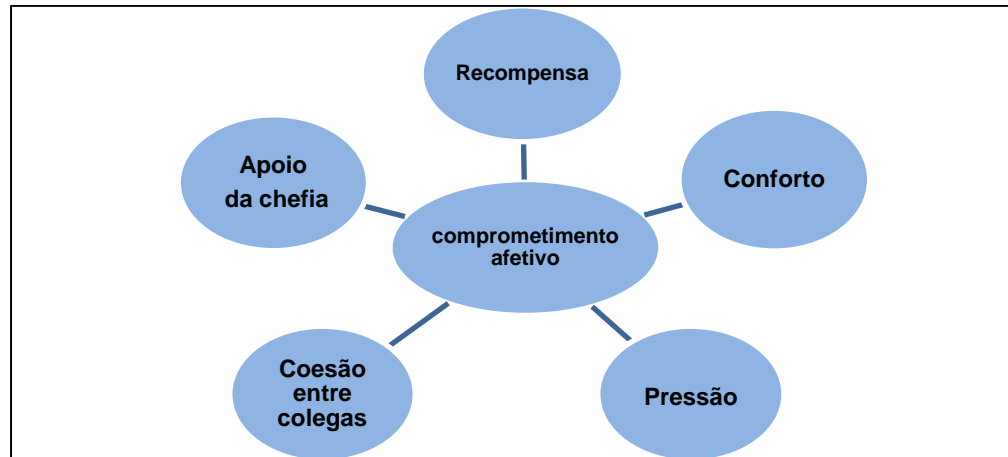 Recompensa
Apoio
da chefia
Conforto
comprometimento
afetivo
Coesão
entre
colegas
Pressão